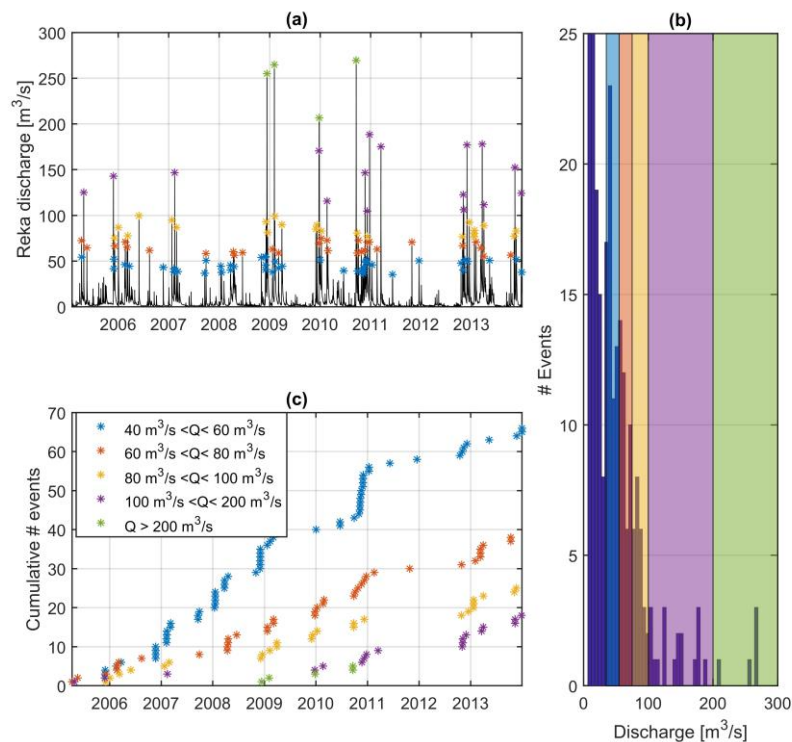 (a)
300
250
200
150
100
50
0
Reka discharge [m³/s]
2006 2007 2008 2009 2010 2011 2012 2013
(b)
25
20
15
10
5
0
# Events
0 100 200 300
Discharge [m³/s]
(c)
70
60
50
40
30
20
10
0
Cumulative # events
40 m³/s <Q< 60 m³/s
60 m³/s <Q< 80 m³/s
80 m³/s <Q< 100 m³/s
100 m³/s <Q< 200 m³/s
Q > 200 m³/s
2006 2007 2008 2009 2010 2011 2012 2013